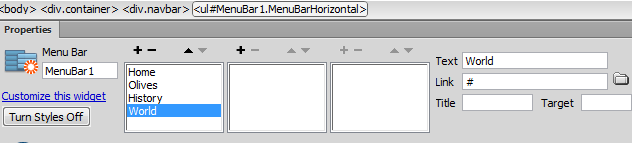 <body> <div.container> <div.navbar> <ul#MenuBar1.MenuBarHorizontal>
Properties
Menu Bar
MenuBar1
Customize this widget
Turn Styles Off
Home
Olives
History
World
Text World
Link #
Title Target